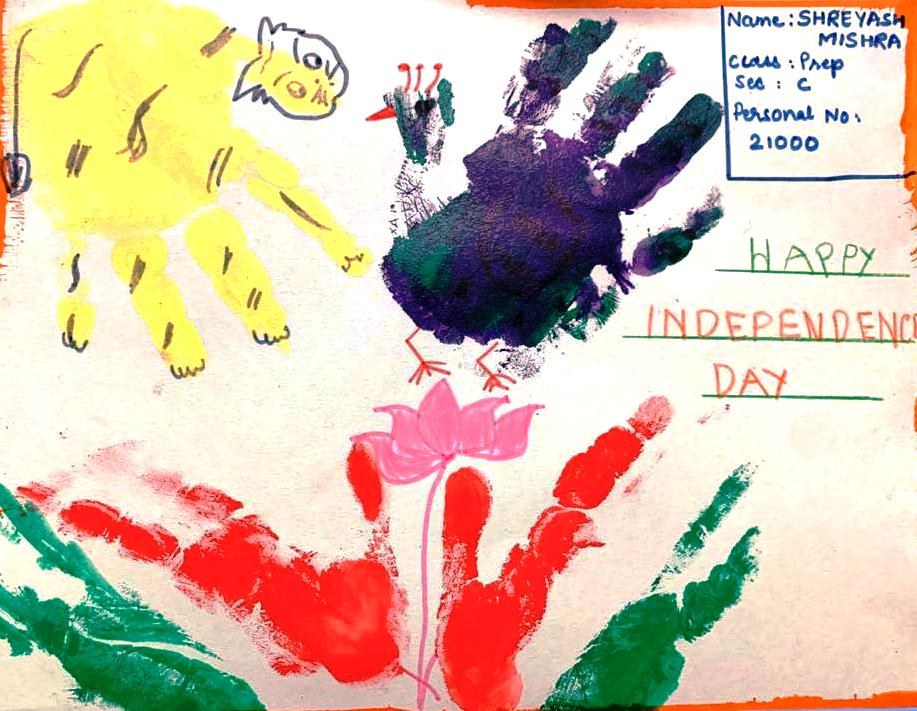 Name: SHREYASH
MISHRA
Class: Prep
Sec: C
Personal No:
21000
HAPPY
INDEPENDENC
DAY